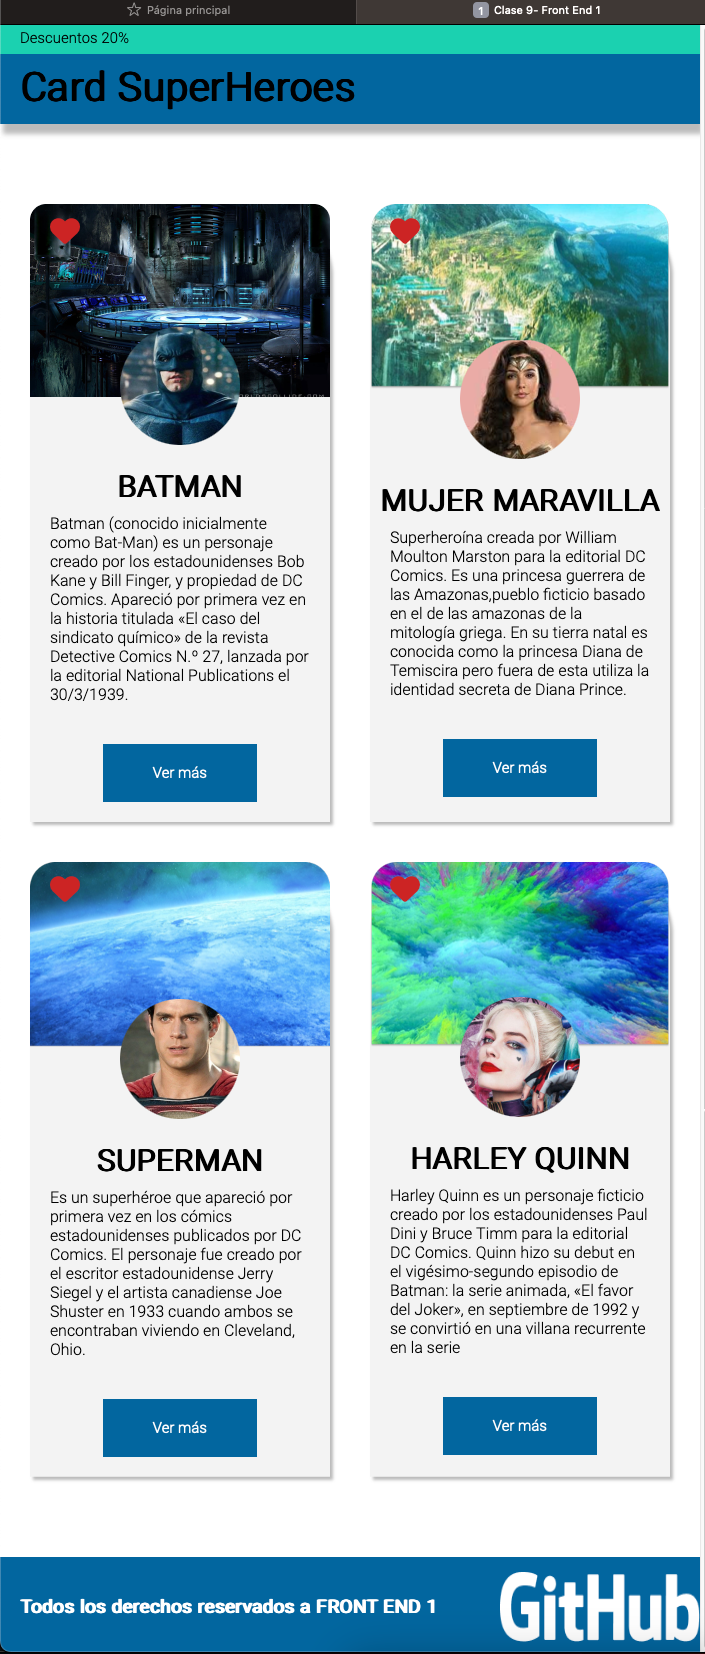 Página principal
1 Clase 9- Front End 1
Descuentos 20%
Card SuperHeroes
BATMAN
Batman (conocido inicialmente
como Bat-Man) es un personaje
creado por los estadounidenses Bob
Kane y Bill Finger, y propiedad de DC
Comics. Apareció por primera vez en
la historia titulada «El caso del
sindicato químico» de la revista
Detective Comics N.º 27, lanzada por
la editorial National Publications el
30/3/1939.
Ver más
MUJER MARAVILLA
Superheroína creada por William
Moulton Marston para la editorial DC
Comics. Es una princesa guerrera de
las Amazonas,pueblo ficticio basado
en el de las amazonas de la
mitología griega. En su tierra natal es
conocida como la princesa Diana de
Temiscira pero fuera de esta utiliza la
identidad secreta de Diana Prince.
Ver más
SUPERMAN
Es un superhéroe que apareció por
primera vez en los cómics
estadounidenses publicados por DC
Comics. El personaje fue creado por
el escritor estadounidense Jerry
Siegel y el artista canadiense Joe
Shuster en 1933 cuando ambos se
encontraban viviendo en Cleveland,
Ohio.
Ver más
HARLEY QUINN
Harley Quinn es un personaje ficticio
creado por los estadounidenses Paul
Dini y Bruce Timm para la editorial
DC Comics. Quinn hizo su debut en
el vigésimo-segundo episodio de
Batman: la serie animada, «El favor
del Joker», en septiembre de 1992 y
se convirtió en una villana recurrente
en la serie
Ver más
Todos los derechos reservados a FRONT END 1
GitHub